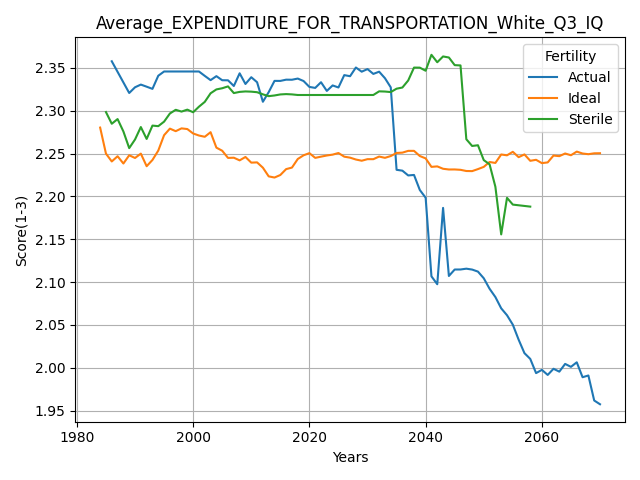 Average_EXPENDITURE_FOR_TRANSPORTATION_White_Q3_IQ
Fertility
Actual
Ideal
Sterile
Score(1-3)
2.35
2.30
2.25
2.20
2.15
2.10
2.05
2.00
1.95
1980 2000 2020 2040 2060
Years